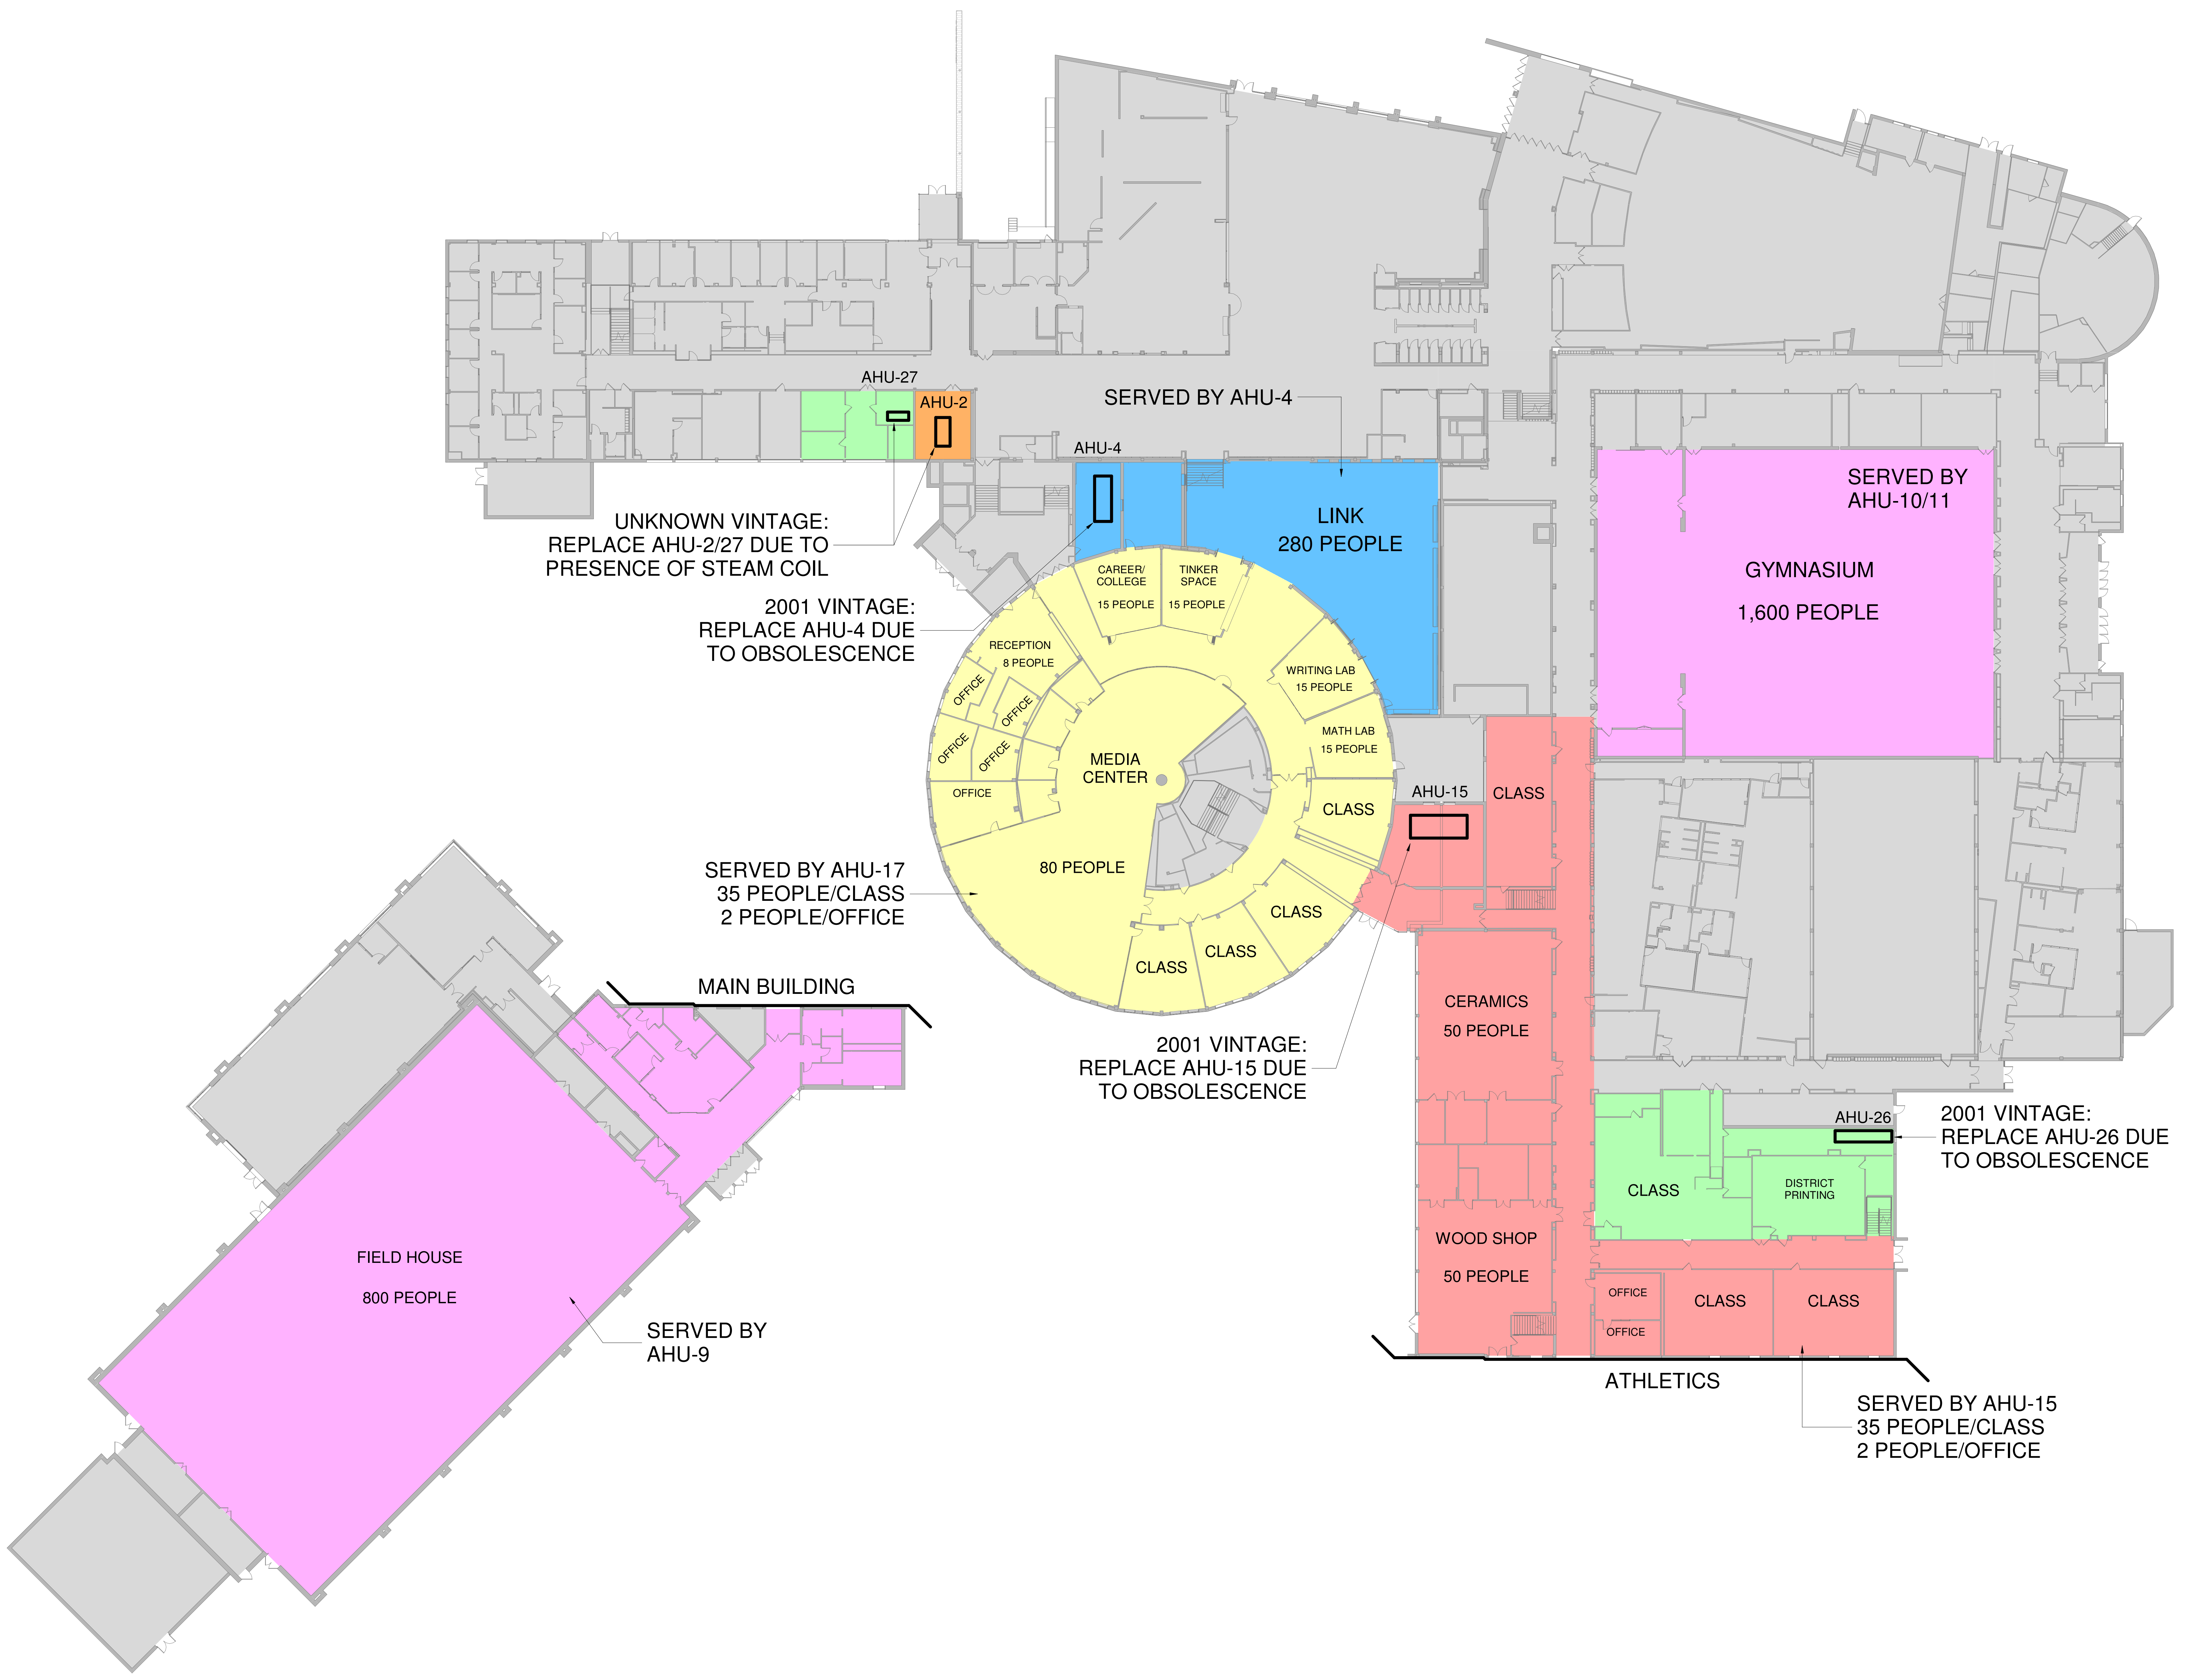 AHU-27
AHU-2
SERVED BY AHU-4
AHU-4
UNKNOWN VINTAGE:
REPLACE AHU-2/27 DUE TO
PRESENCE OF STEAM COIL
2001 VINTAGE:
REPLACE AHU-4 DUE
TO OBSOLESCENCE
LINK
280 PEOPLE
SERVED BY
AHU-10/11
GYMNASIUM
1,600 PEOPLE
CAREER/
COLLEGE
15 PEOPLE
TINKER
SPACE
15 PEOPLE
RECEPTION
8 PEOPLE
OFFICE
OFFICE
OFFICE
OFFICE
OFFICE
WRITING LAB
15 PEOPLE
MATH LAB
15 PEOPLE
MEDIA
CENTER
80 PEOPLE
CLASS
CLASS
CLASS
CLASS
SERVED BY AHU-17
35 PEOPLE/CLASS
2 PEOPLE/OFFICE
AHU-15
CLASS
2001 VINTAGE:
REPLACE AHU-15 DUE
TO OBSOLESCENCE
CERAMICS
50 PEOPLE
WOOD SHOP
50 PEOPLE
AHU-26
2001 VINTAGE:
REPLACE AHU-26 DUE
TO OBSOLESCENCE
CLASS
DISTRICT
PRINTING
OFFICE
OFFICE
CLASS
CLASS
ATHLETICS
SERVED BY AHU-15
35 PEOPLE/CLASS
2 PEOPLE/OFFICE
MAIN BUILDING
FIELD HOUSE
800 PEOPLE
SERVED BY
AHU-9